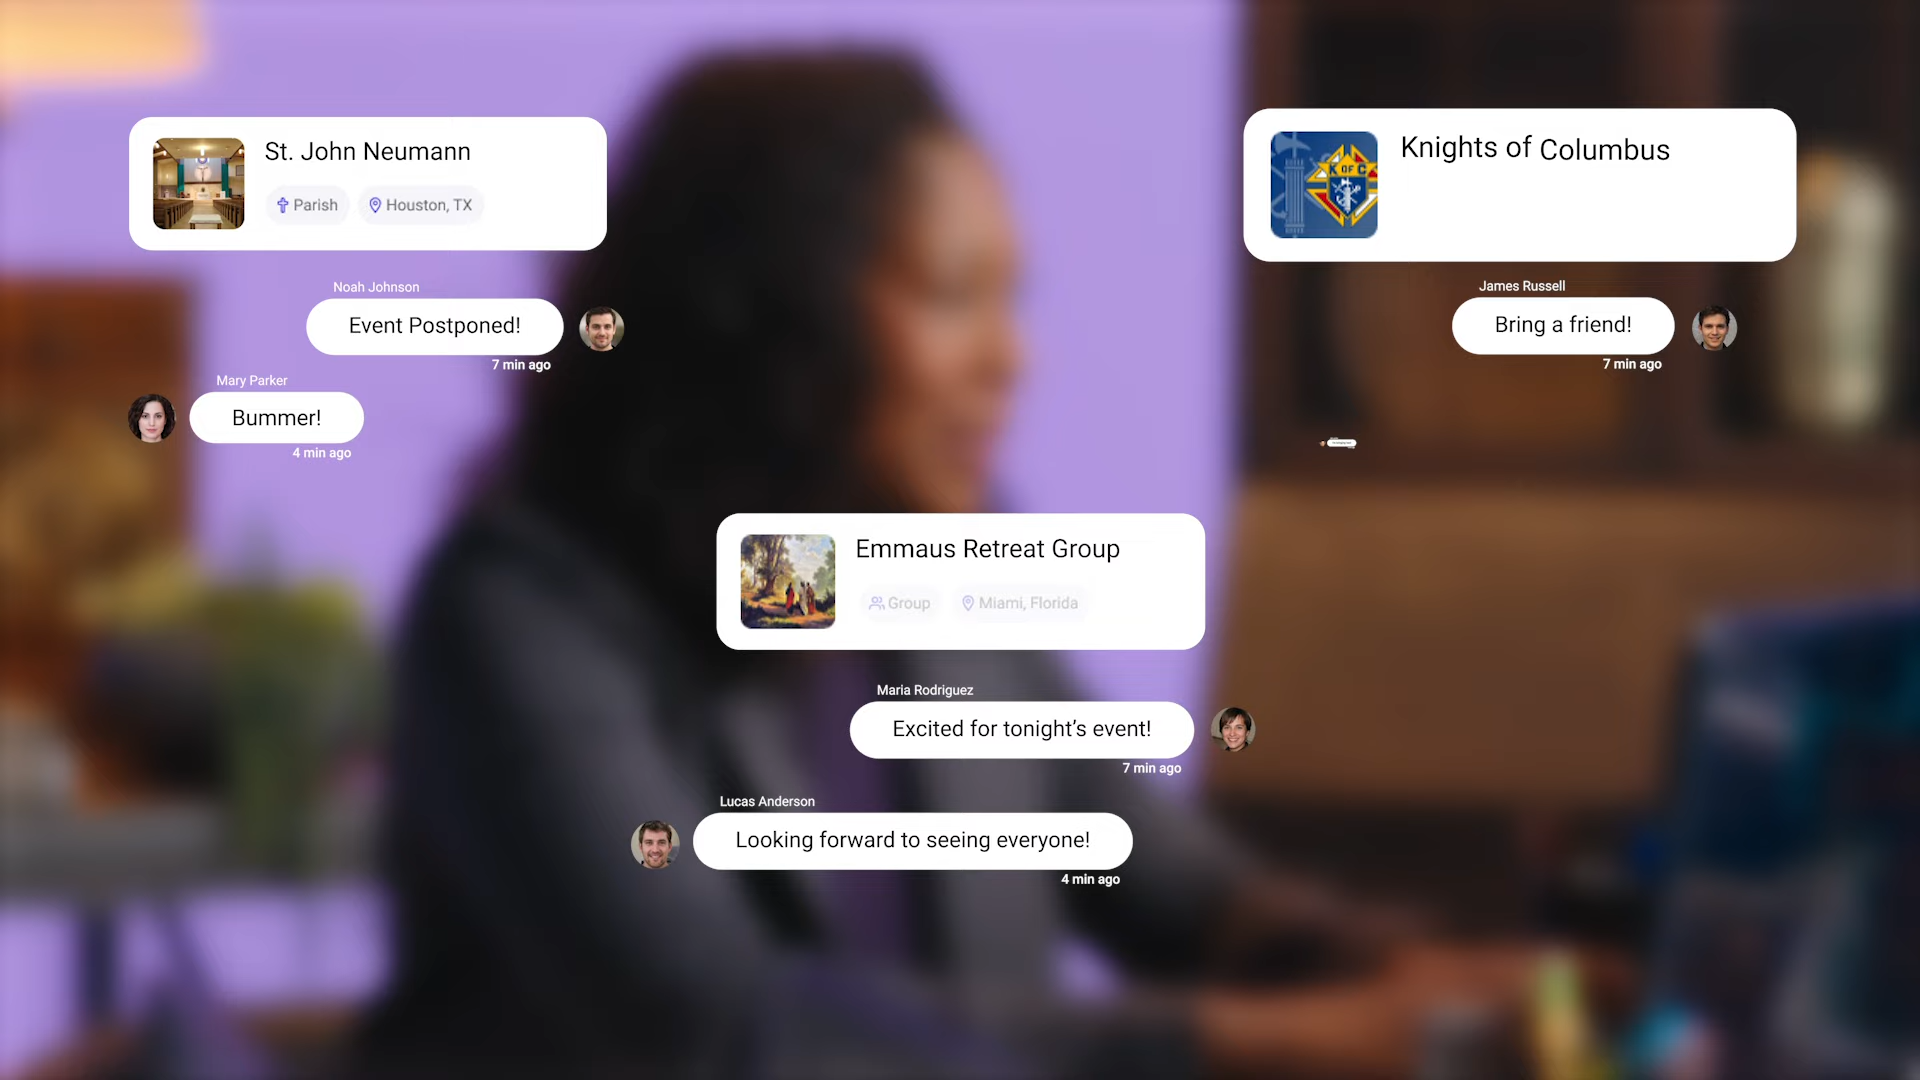 St. John Neumann
Parish
Houston, TX
Noah Johnson
Event Postponed!
7 min ago
Mary Parker
Bummer!
4 min ago
Knights of Columbus
K OF C
James Russell
Bring a friend!
7 min ago
Emmaus Retreat Group
Group
Miami, Florida
Maria Rodriguez
Excited for tonight’s event!
7 min ago
Lucas Anderson
Looking forward to seeing everyone!
4 min ago